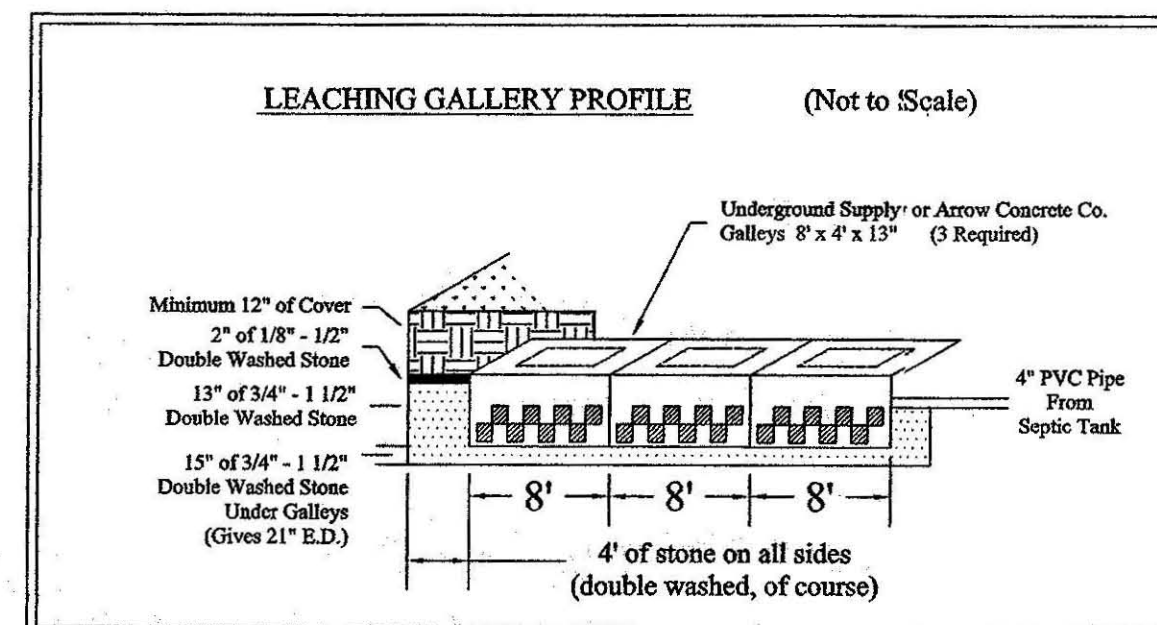 LEACHING GALLERY PROFILE (Not to Scale)
Underground Supply or Arrow Concrete Co.
Galleys 8' x 4' x 13" (3 Required)
Minimum 12" of Cover
2" of 1/8" - 1/2"
Double Washed Stone
13" of 3/4" - 1 1/2"
Double Washed Stone
15" of 3/4" - 1 1/2"
Double Washed Stone
Under Galleys
(Gives 21" E.D.)
4" PVC Pipe
From
Septic Tank
8' 8' 8'
4' of stone on all sides
(double washed, of course)